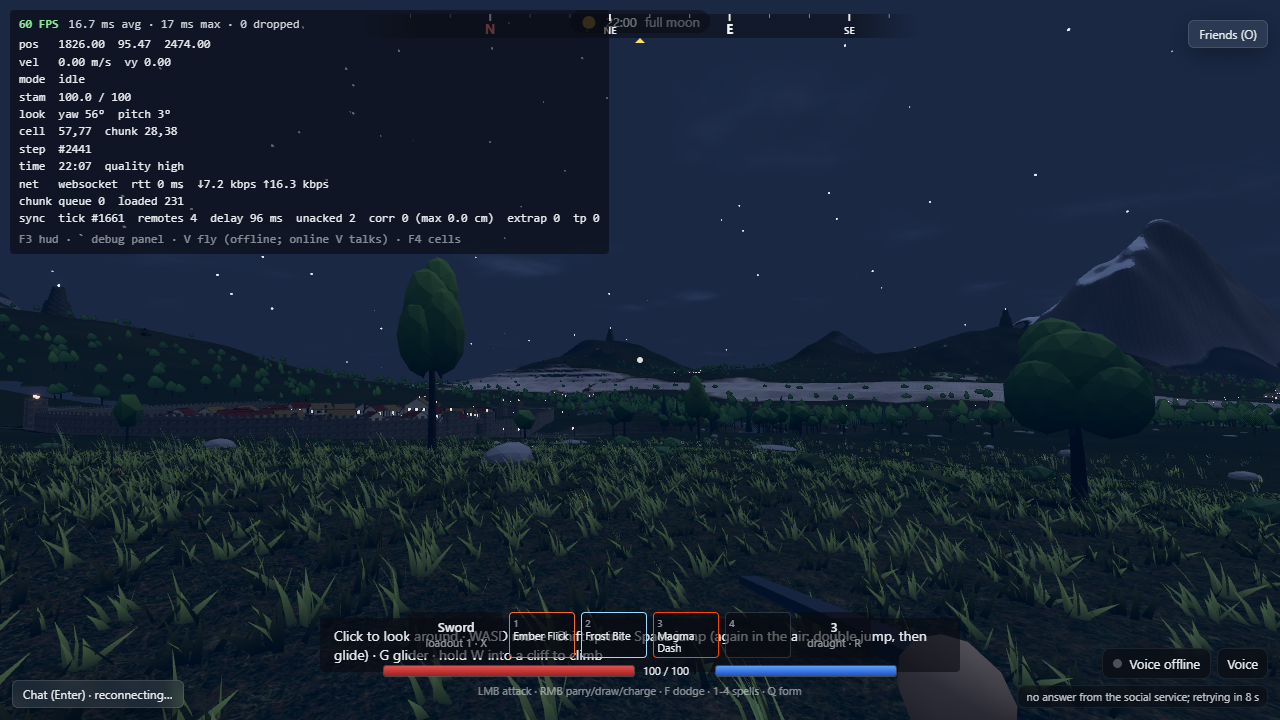 60 FPS 16.7 ms avg · 17 ms max · 0 dropped
pos 1826.00 95.47 2474.00
vel 0.00 m/s vy 0.00
mode idle
stam 100.0 / 100
look yaw 56° pitch 3°
cell 57,77 chunk 28,38
step #2441
time 22:07 quality high
net websocket rtt 0 ms ↓7.2 kbps ↑16.3 kbps
chunk queue 0 loaded 231
sync tick #1661 remotes 4 delay 96 ms unacked 2 corr 0 (max 0.0 cm) extrap 0 tp 0
F3 hud · ` debug panel · V fly (offline; online V talks) · F4 cells
N NE E SE
full moon
Friends (O)
Sword
loadout 1 · X
1
Ember Flick
2
Frost Bite
3
Magma Dash
4
3
draught · R
Click to look around · WASD (again in the air: double jump, then
glide) · G glider · hold W into a cliff to climb
100 / 100
LMB attack · RMB parry/draw/charge · F dodge · 1-4 spells · Q form
Chat (Enter) · reconnecting...
Voice offline
Voice
no answer from the social service; retrying in 8 s